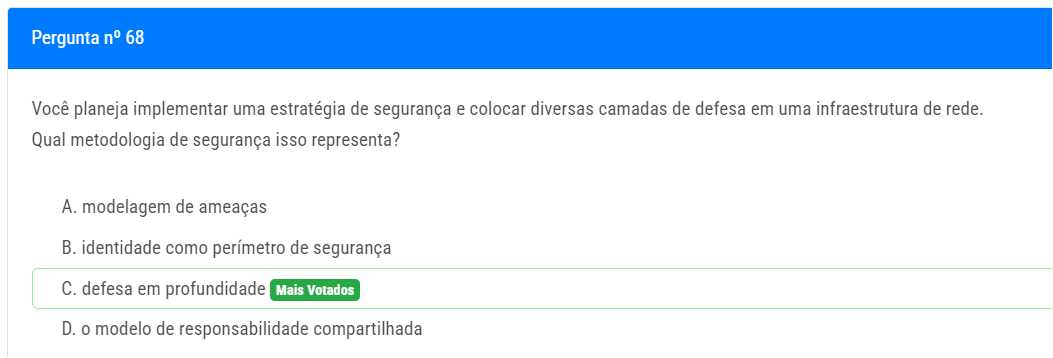 Pergunta nº 68
Você planeja implementar uma estratégia de segurança e colocar diversas camadas de defesa em uma infraestrutura de rede.
Qual metodologia de segurança isso representa?
A. modelagem de ameaças
B. identidade como perímetro de segurança
C. defesa em profundidade Mais Votados
D. o modelo de responsabilidade compartilhada